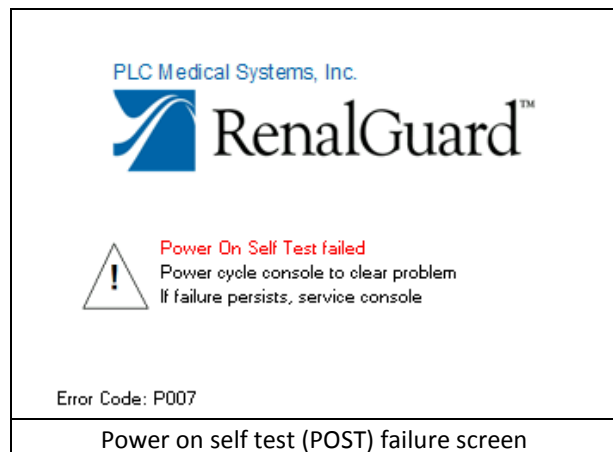 PLC Medical Systems, Inc.
RenalGuard™
!
Power On Self Test failed
Power cycle console to clear problem
If failure persists, service console
Error Code: P007
Power on self test (POST) failure screen